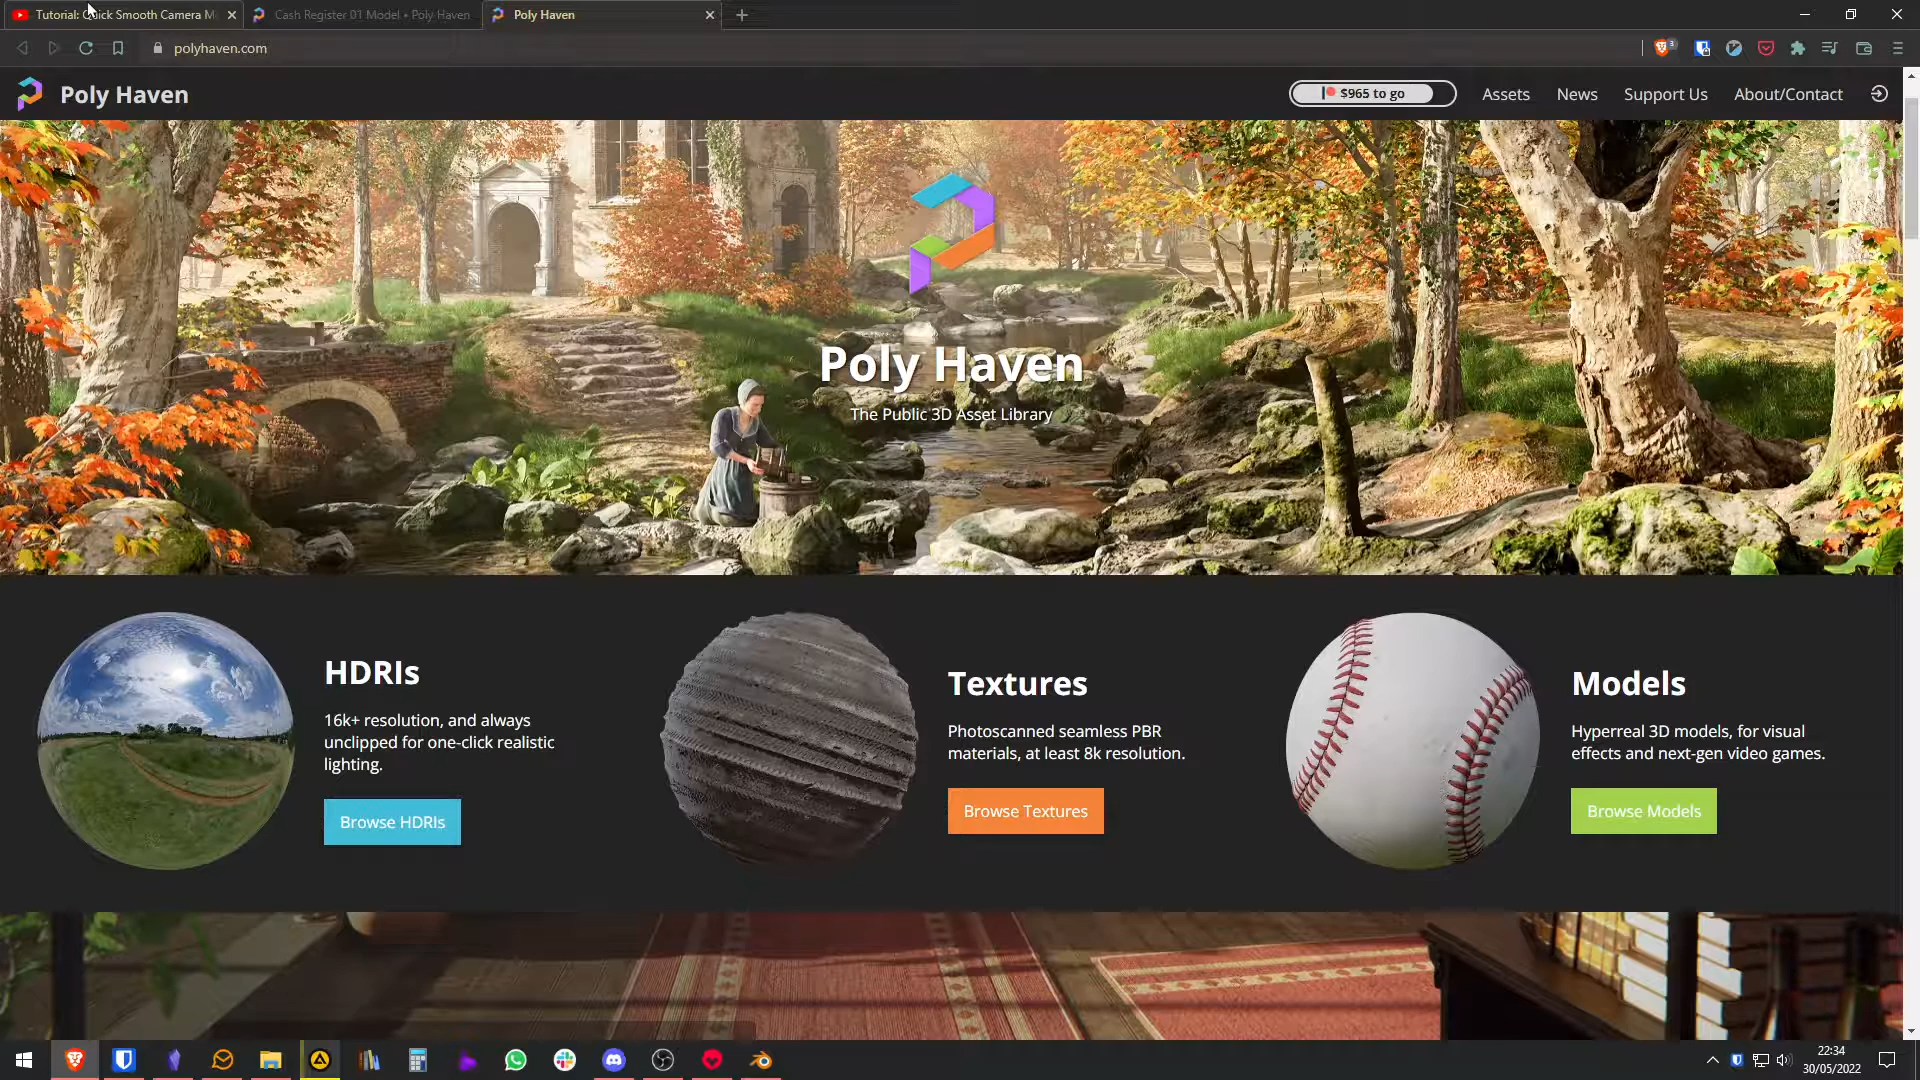 Tutorial: Quick Smooth Camera M
Cash Register 01 Model • Poly Haven
Poly Haven
polyhaven.com
3
Poly Haven
$965 to go
Assets
News
Support Us
About/Contact
Poly Haven
The Public 3D Asset Library
HDRIs
16k+ resolution, and always
unclipped for one-click realistic
lighting.
Browse HDRIs
Textures
Photoscanned seamless PBR
materials, at least 8k resolution.
Browse Textures
Models
Hyperreal 3D models, for visual
effects and next-gen video games.
Browse Models
22:34
30/05/2022